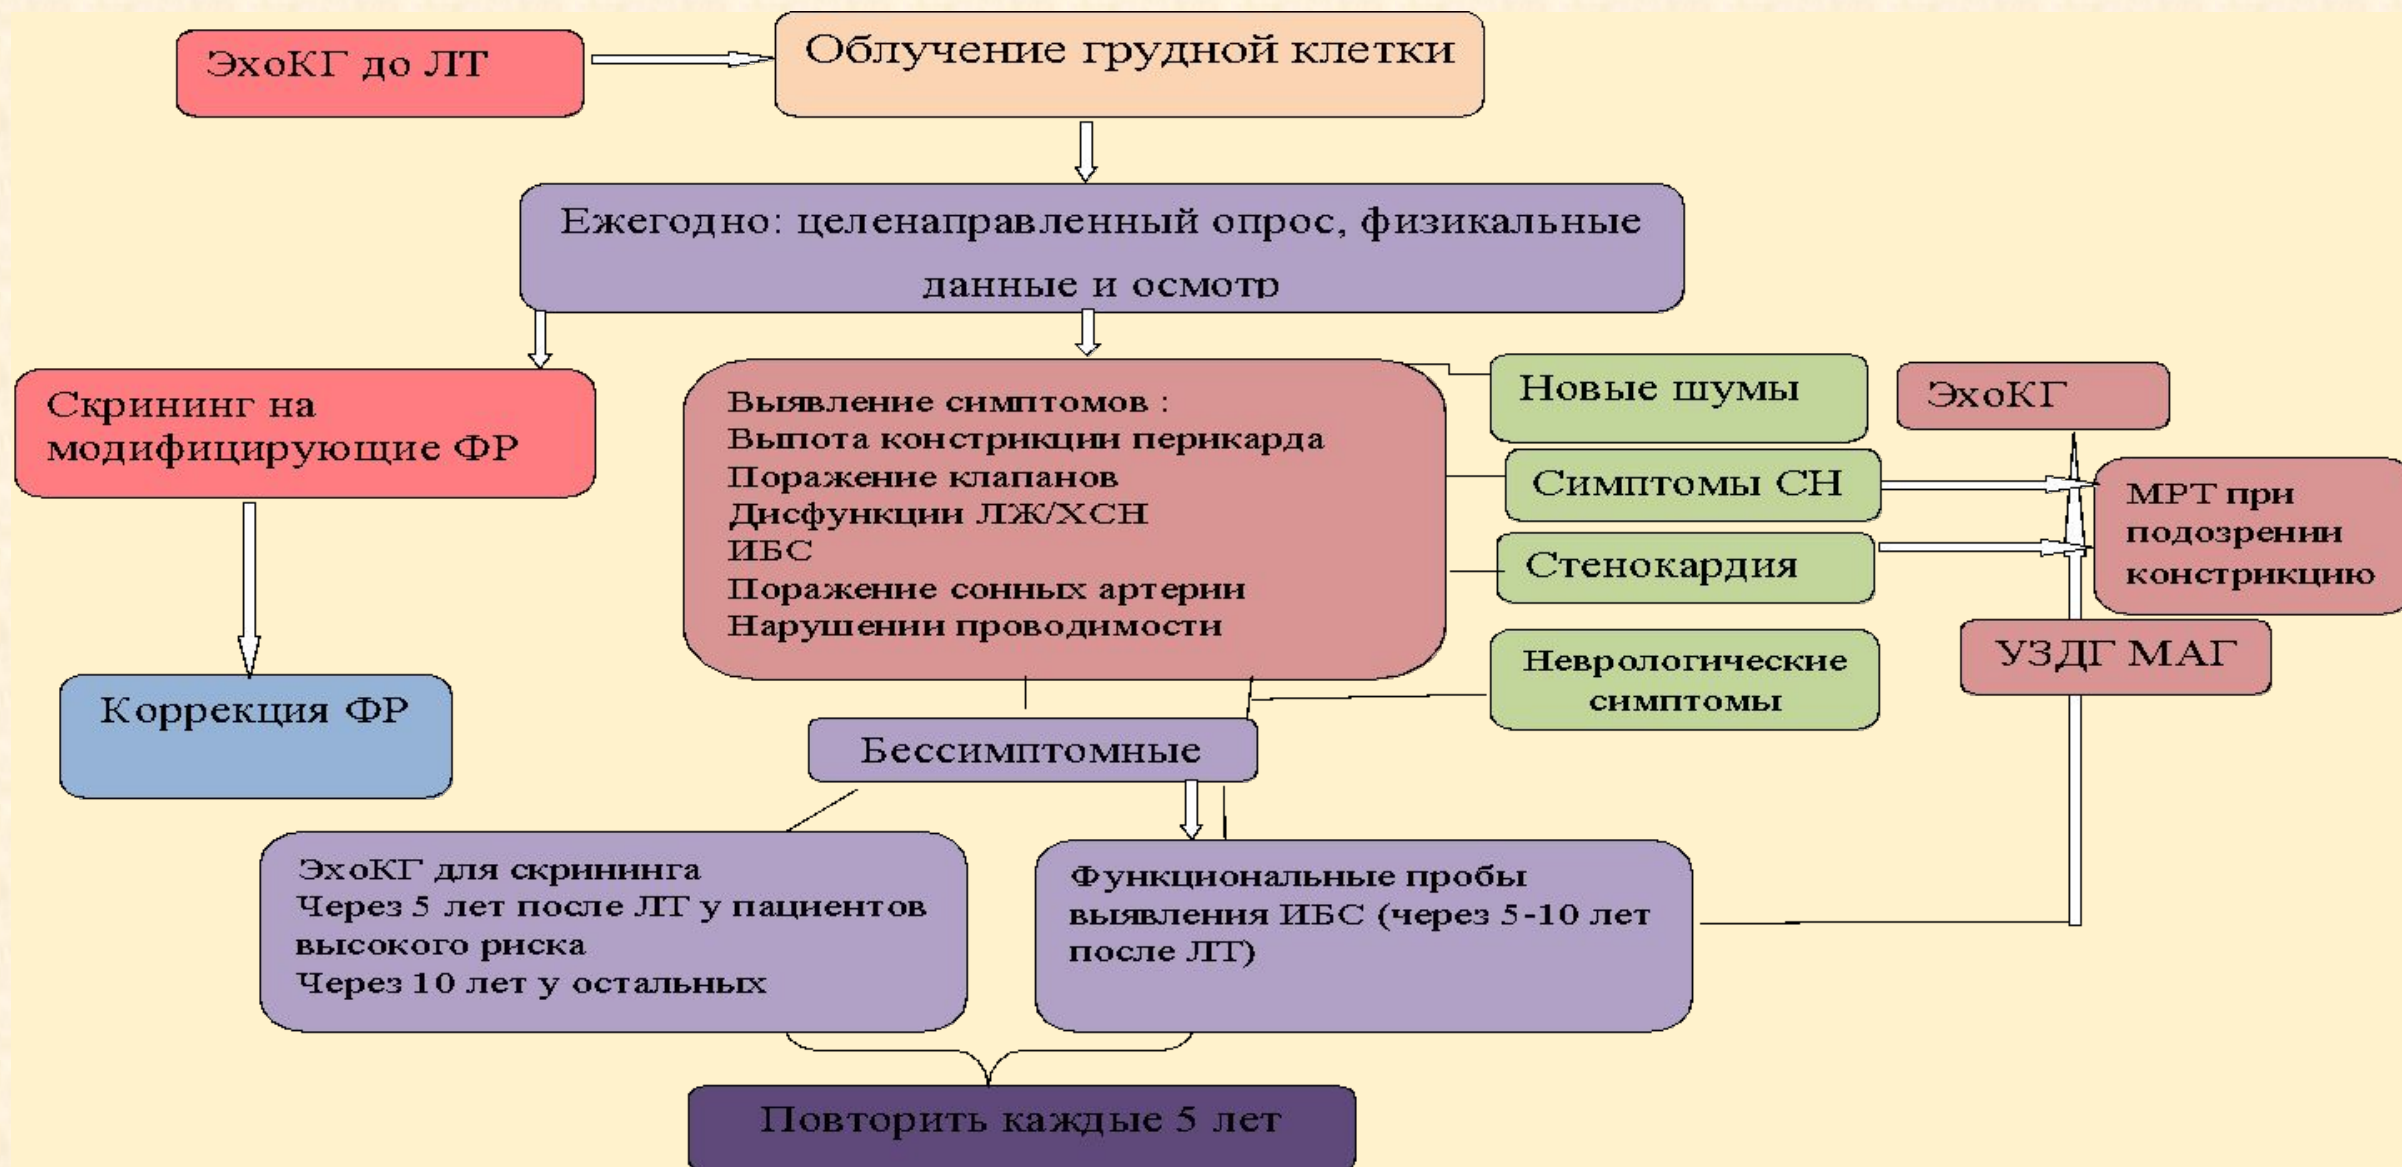 ЭхоКГ до ЛТ
Облучение грудной клетки
Ежегодно: целенаправленный опрос, физикальные
данные и осмотр
Скрининг на
модифицирующие ФР
Коррекция ФР
Выявление симптомов :
Выпота констрикции перикарда
Поражение клапанов
Дисфункции ЛЖ/ХСН
ИБС
Поражение сонных артерии
Нарушении проводимости
Новые шумы
Симптомы СН
Стенокардия
Неврологические
симптомы
ЭхоКГ
МРТ при
подозрении
констрикцию
УЗДГ МАГ
Бессимптомные
ЭхоКГ для скрининга
Через 5 лет после ЛТ у пациентов
высокого риска
Через 10 лет у остальных
Функциональные пробы
выявления ИБС (через 5-10 лет
после ЛТ)
Повторить каждые 5 лет